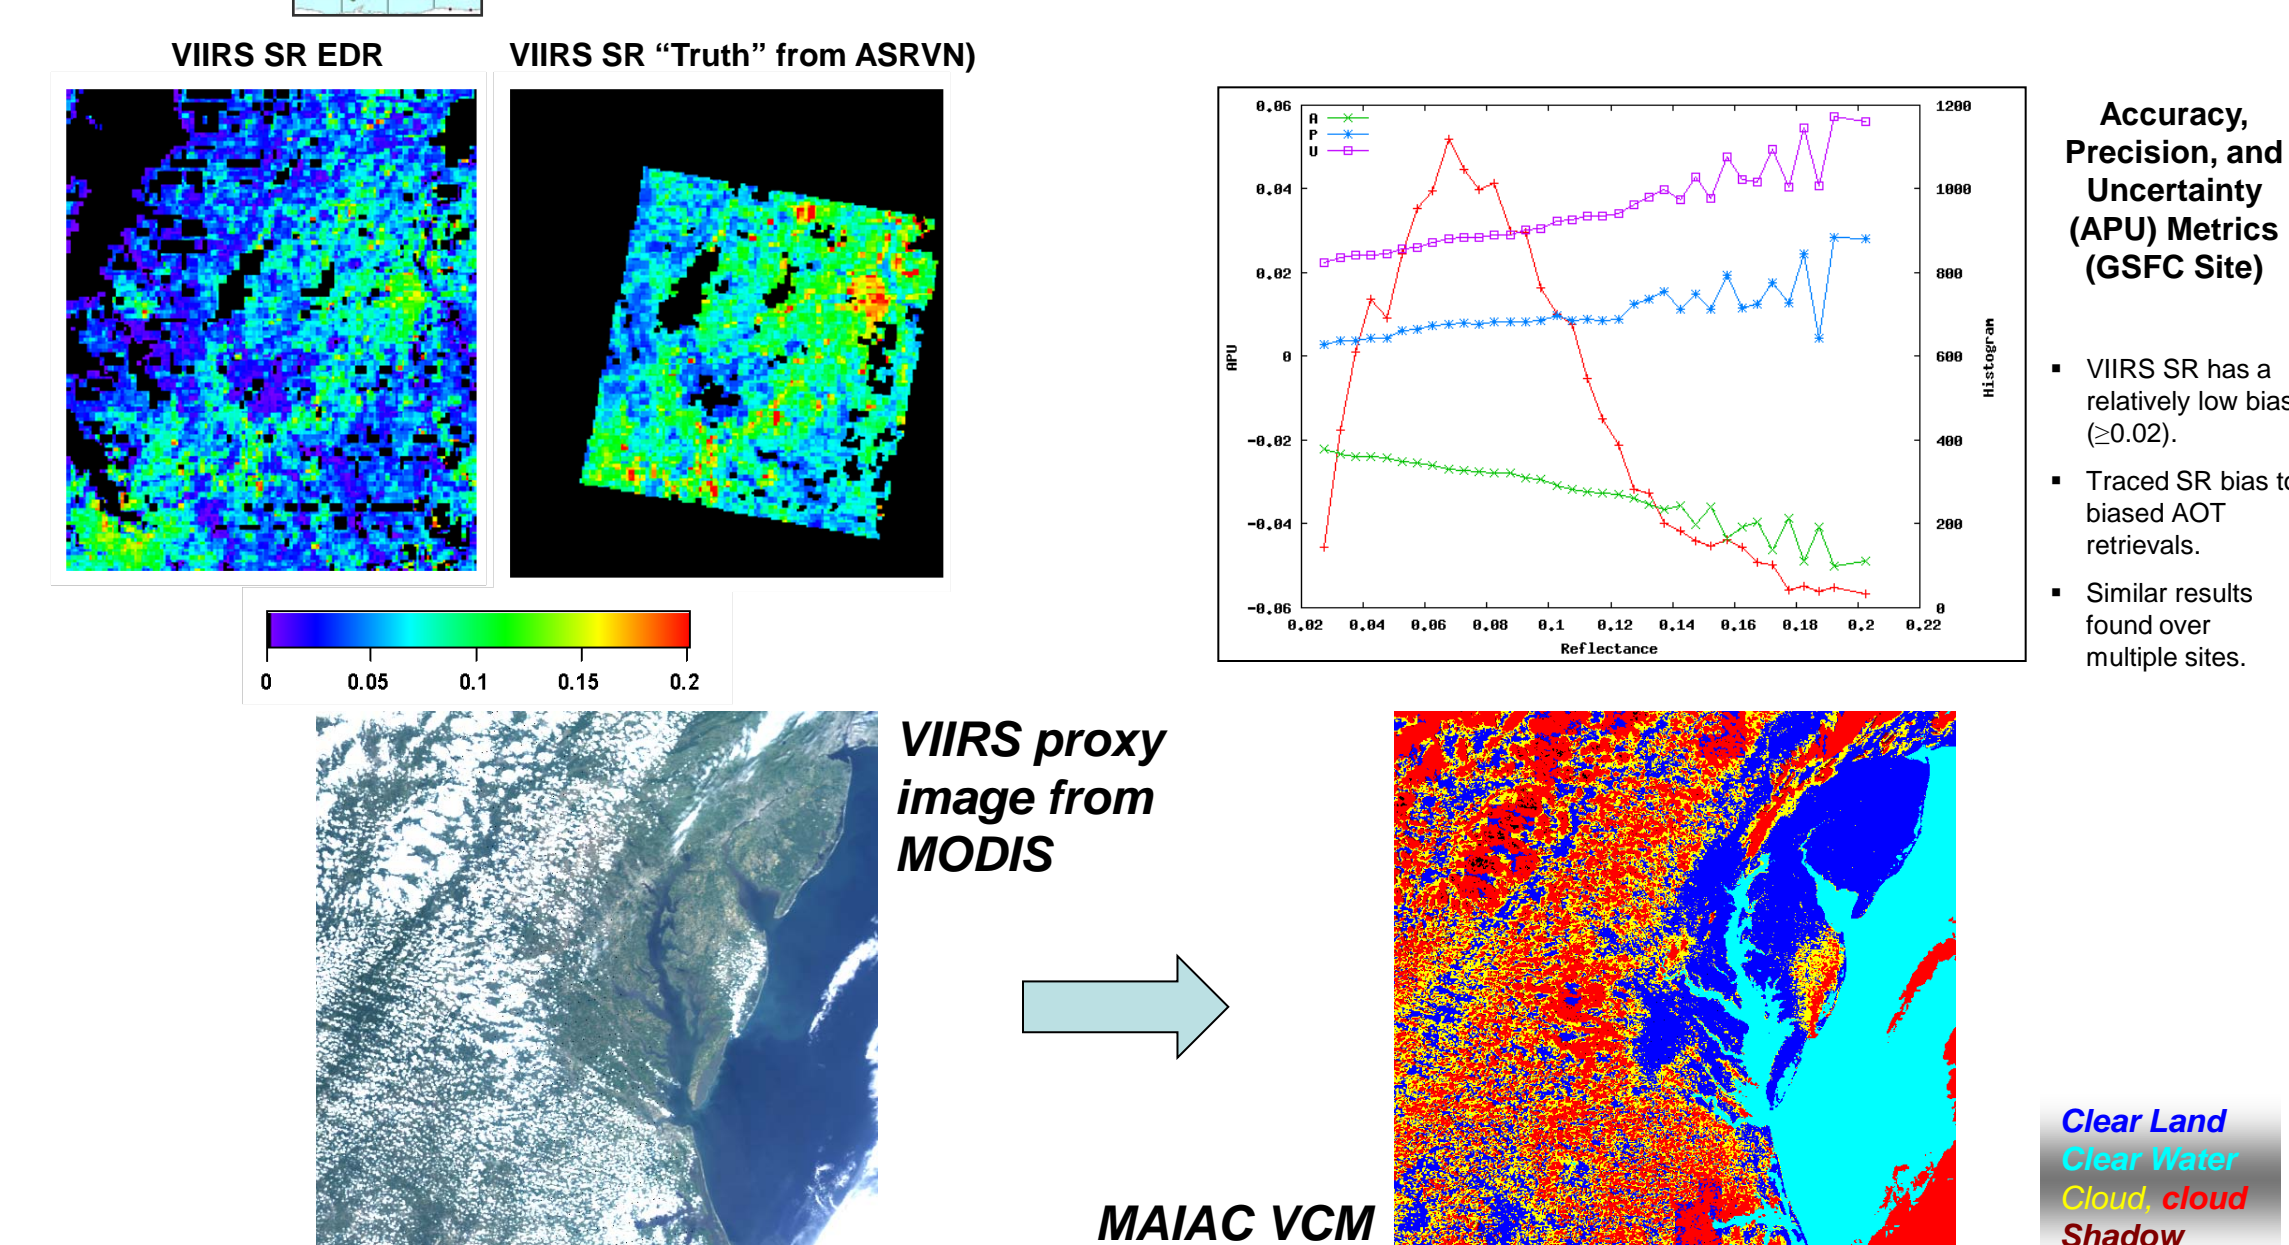 VIIRS SR EDR
VIIRS SR “Truth” from ASRVN)
0 0.05 0.1 0.15 0.2
A
P
U
0.06
0.04
0.02
0
-0.02
-0.04
-0.06
APU
1200
1000
800
600
400
200
0
Histogram
0.02 0.04 0.06 0.08 0.1 0.12 0.14 0.16 0.18 0.2 0.22
Reflectance
Accuracy,
Precision, and
Uncertainty
(APU) Metrics
(GSFC Site)
▪ VIIRS SR has a
relatively low bias
(≥0.02).
▪ Traced SR bias to
biased AOT
retrievals.
▪ Similar results
found over
multiple sites.
VIIRS proxy
image from
MODIS
MAIAC VCM
Clear Land
Clear Water
Cloud, cloud
Shadow